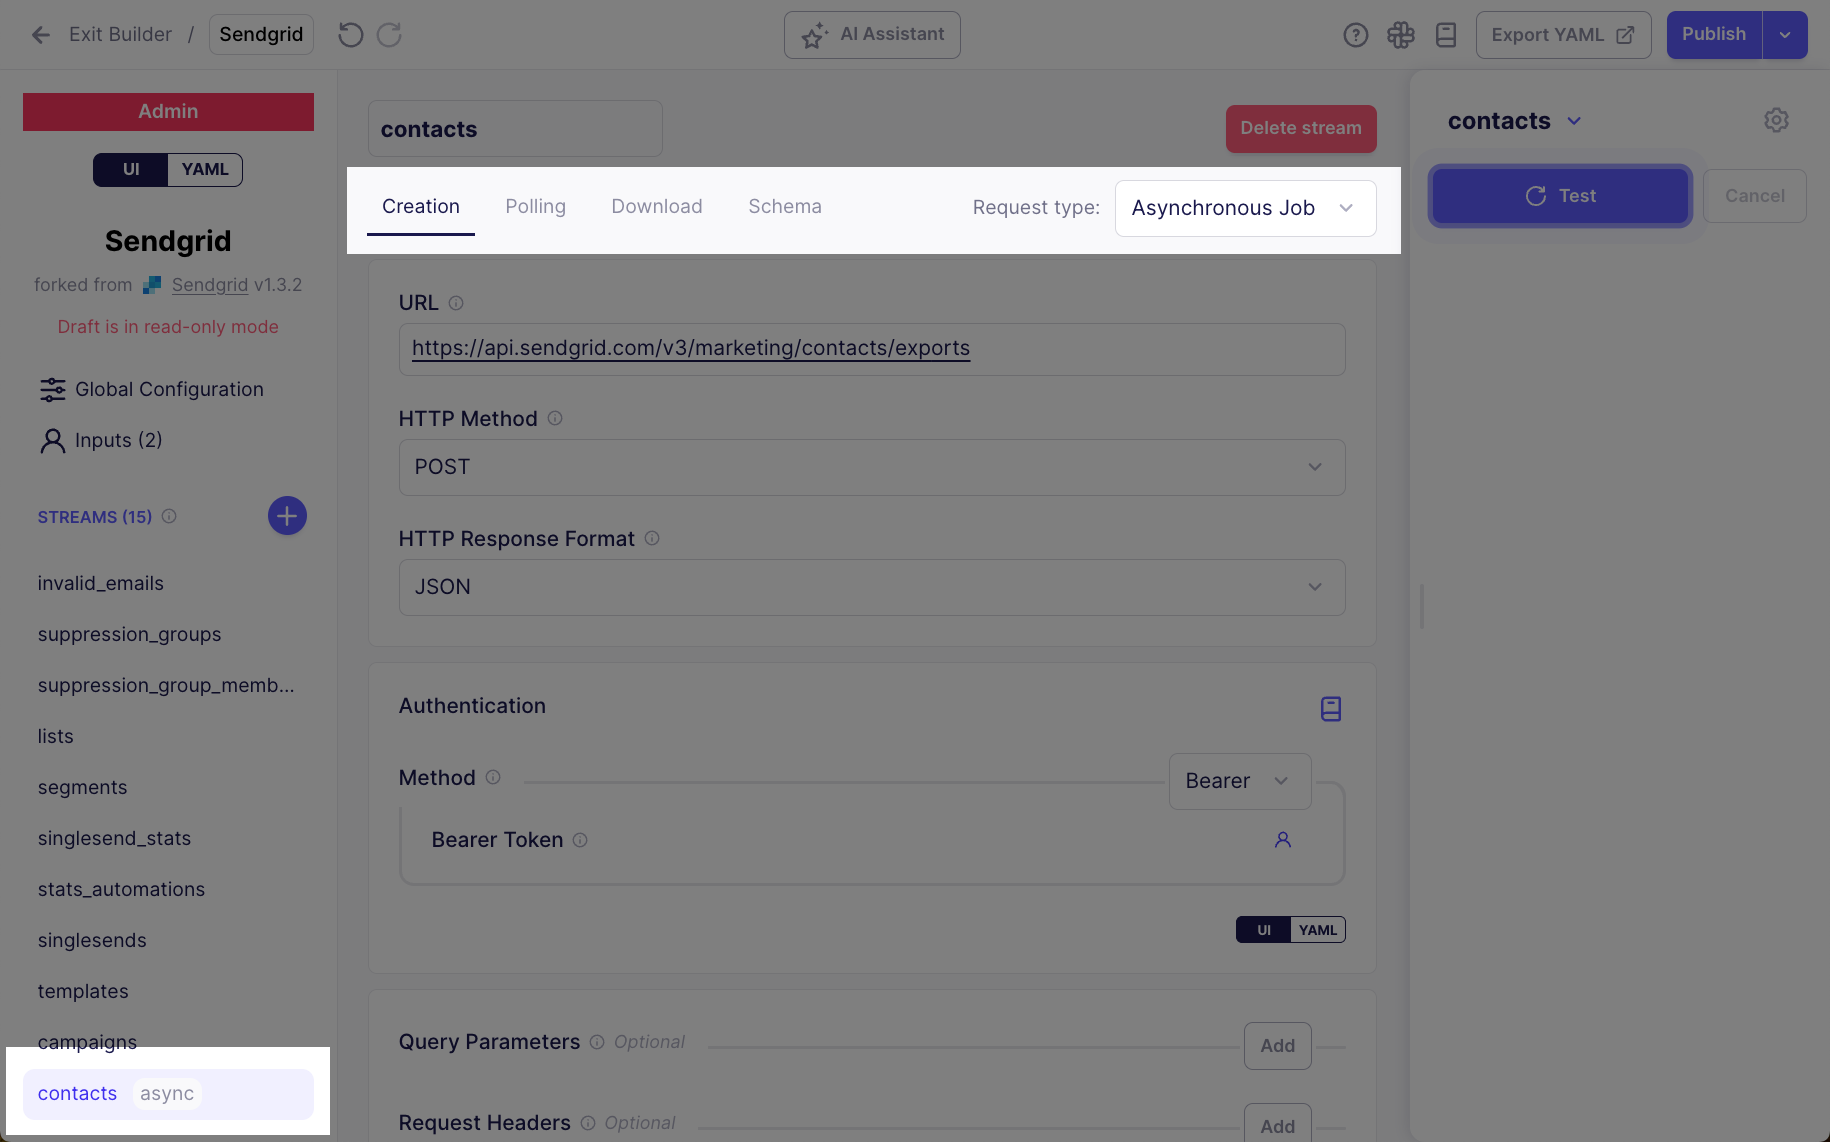 Exit Builder / Sendgrid
AI Assistant
Export YAML
Publish
Admin
UI YAML
Sendgrid
forked from Sendgrid v1.3.2
Draft is in read-only mode
Global Configuration
Inputs (2)
STREAMS (15)
invalid_emails
suppression_groups
suppression_group_memb...
lists
segments
singlesend_stats
stats_automations
singlesends
templates
campaigns
contacts async
contacts
Delete stream
Creation Polling Download Schema
Request type: Asynchronous Job
URL
https://api.sendgrid.com/v3/marketing/contacts/exports
HTTP Method
POST
HTTP Response Format
JSON
Authentication
Method
Bearer
Bearer Token
UI YAML
Query Parameters Optional
Add
Request Headers Optional
Add
contacts
Test
Cancel